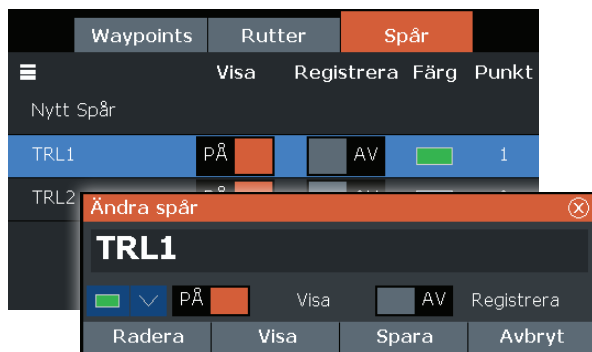 Waypoints Rutter Spår
Visa Registrera Färg Punkt
Nytt Spår
TRL1 PÅ AV 1
TRL2
Ändra spår
TRL1
PÅ Visa AV Registrera
Radera Visa Spara Avbryt